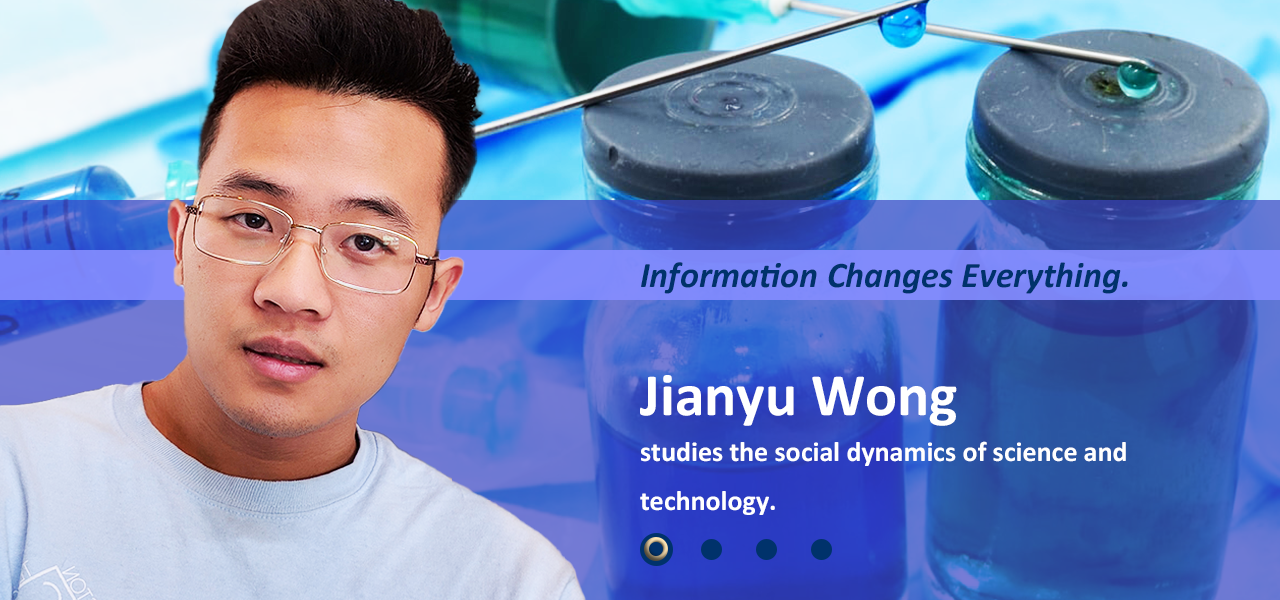 Information Changes Everything.
Jianyu Wong
studies the social dynamics of science and
technology.